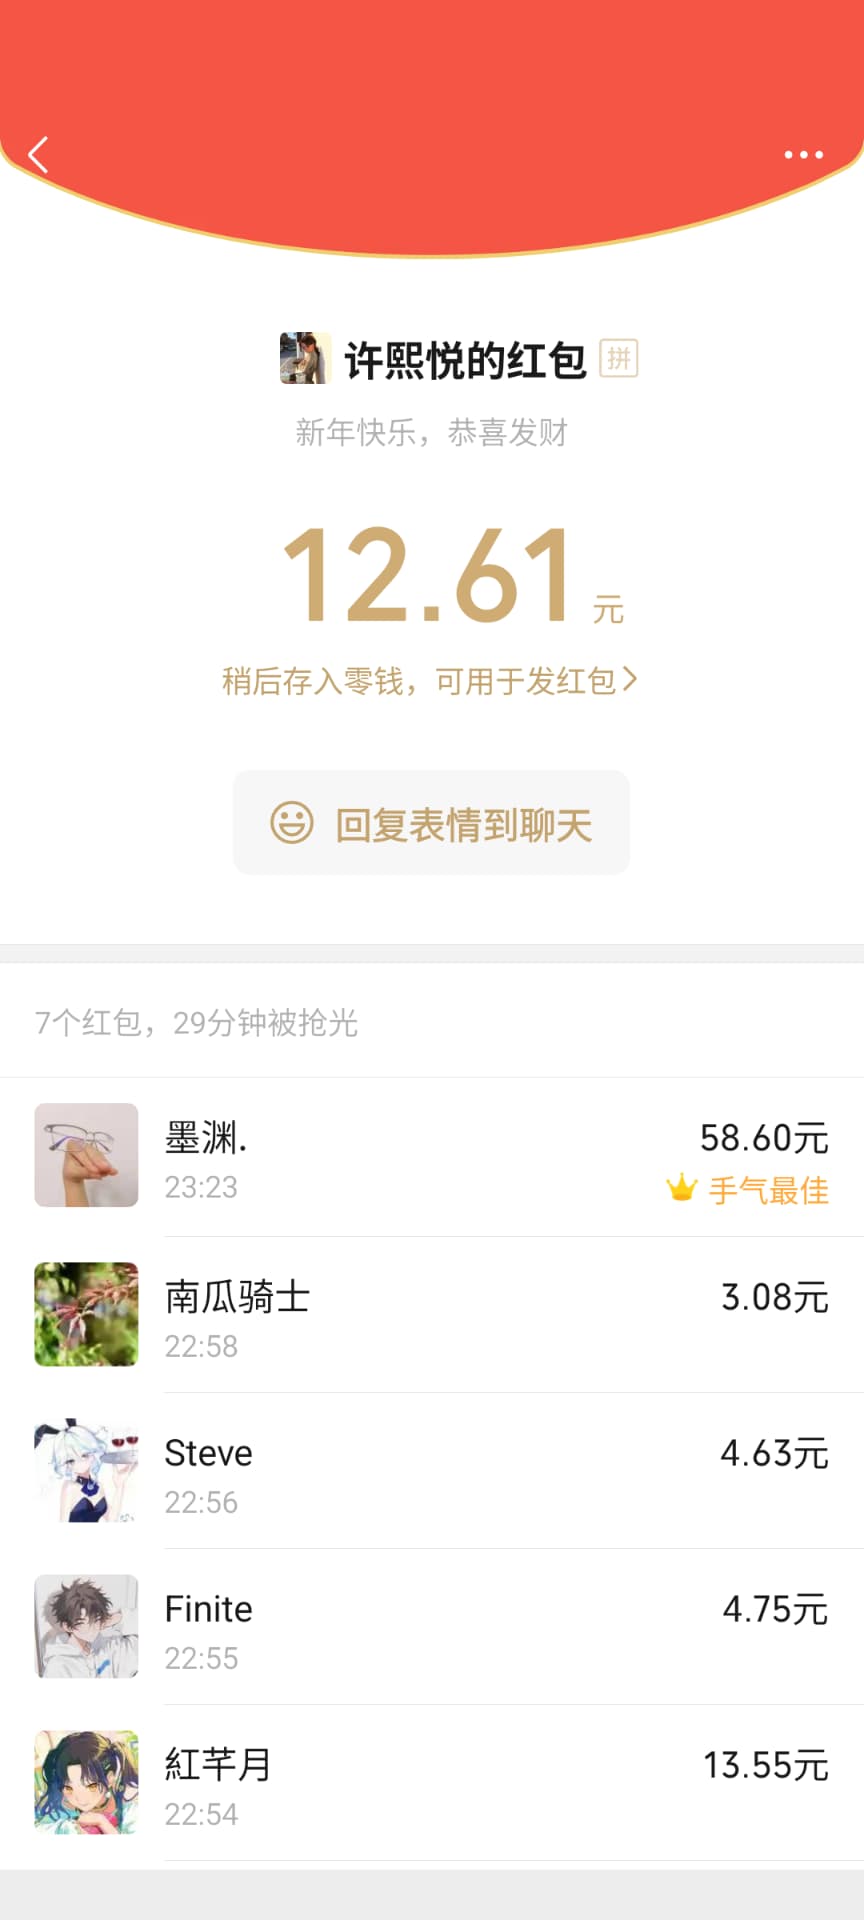 许熙悦的红包 拼
新年快乐，恭喜发财
12.61元
稍后存入零钱，可用于发红包
回复表情到聊天
7个红包，29分钟被抢光
墨渊. 58.60元
23:23 手气最佳
南瓜骑士 3.08元
22:58
Steve 4.63元
22:56
Finite 4.75元
22:55
紅芊月 13.55元
22:54